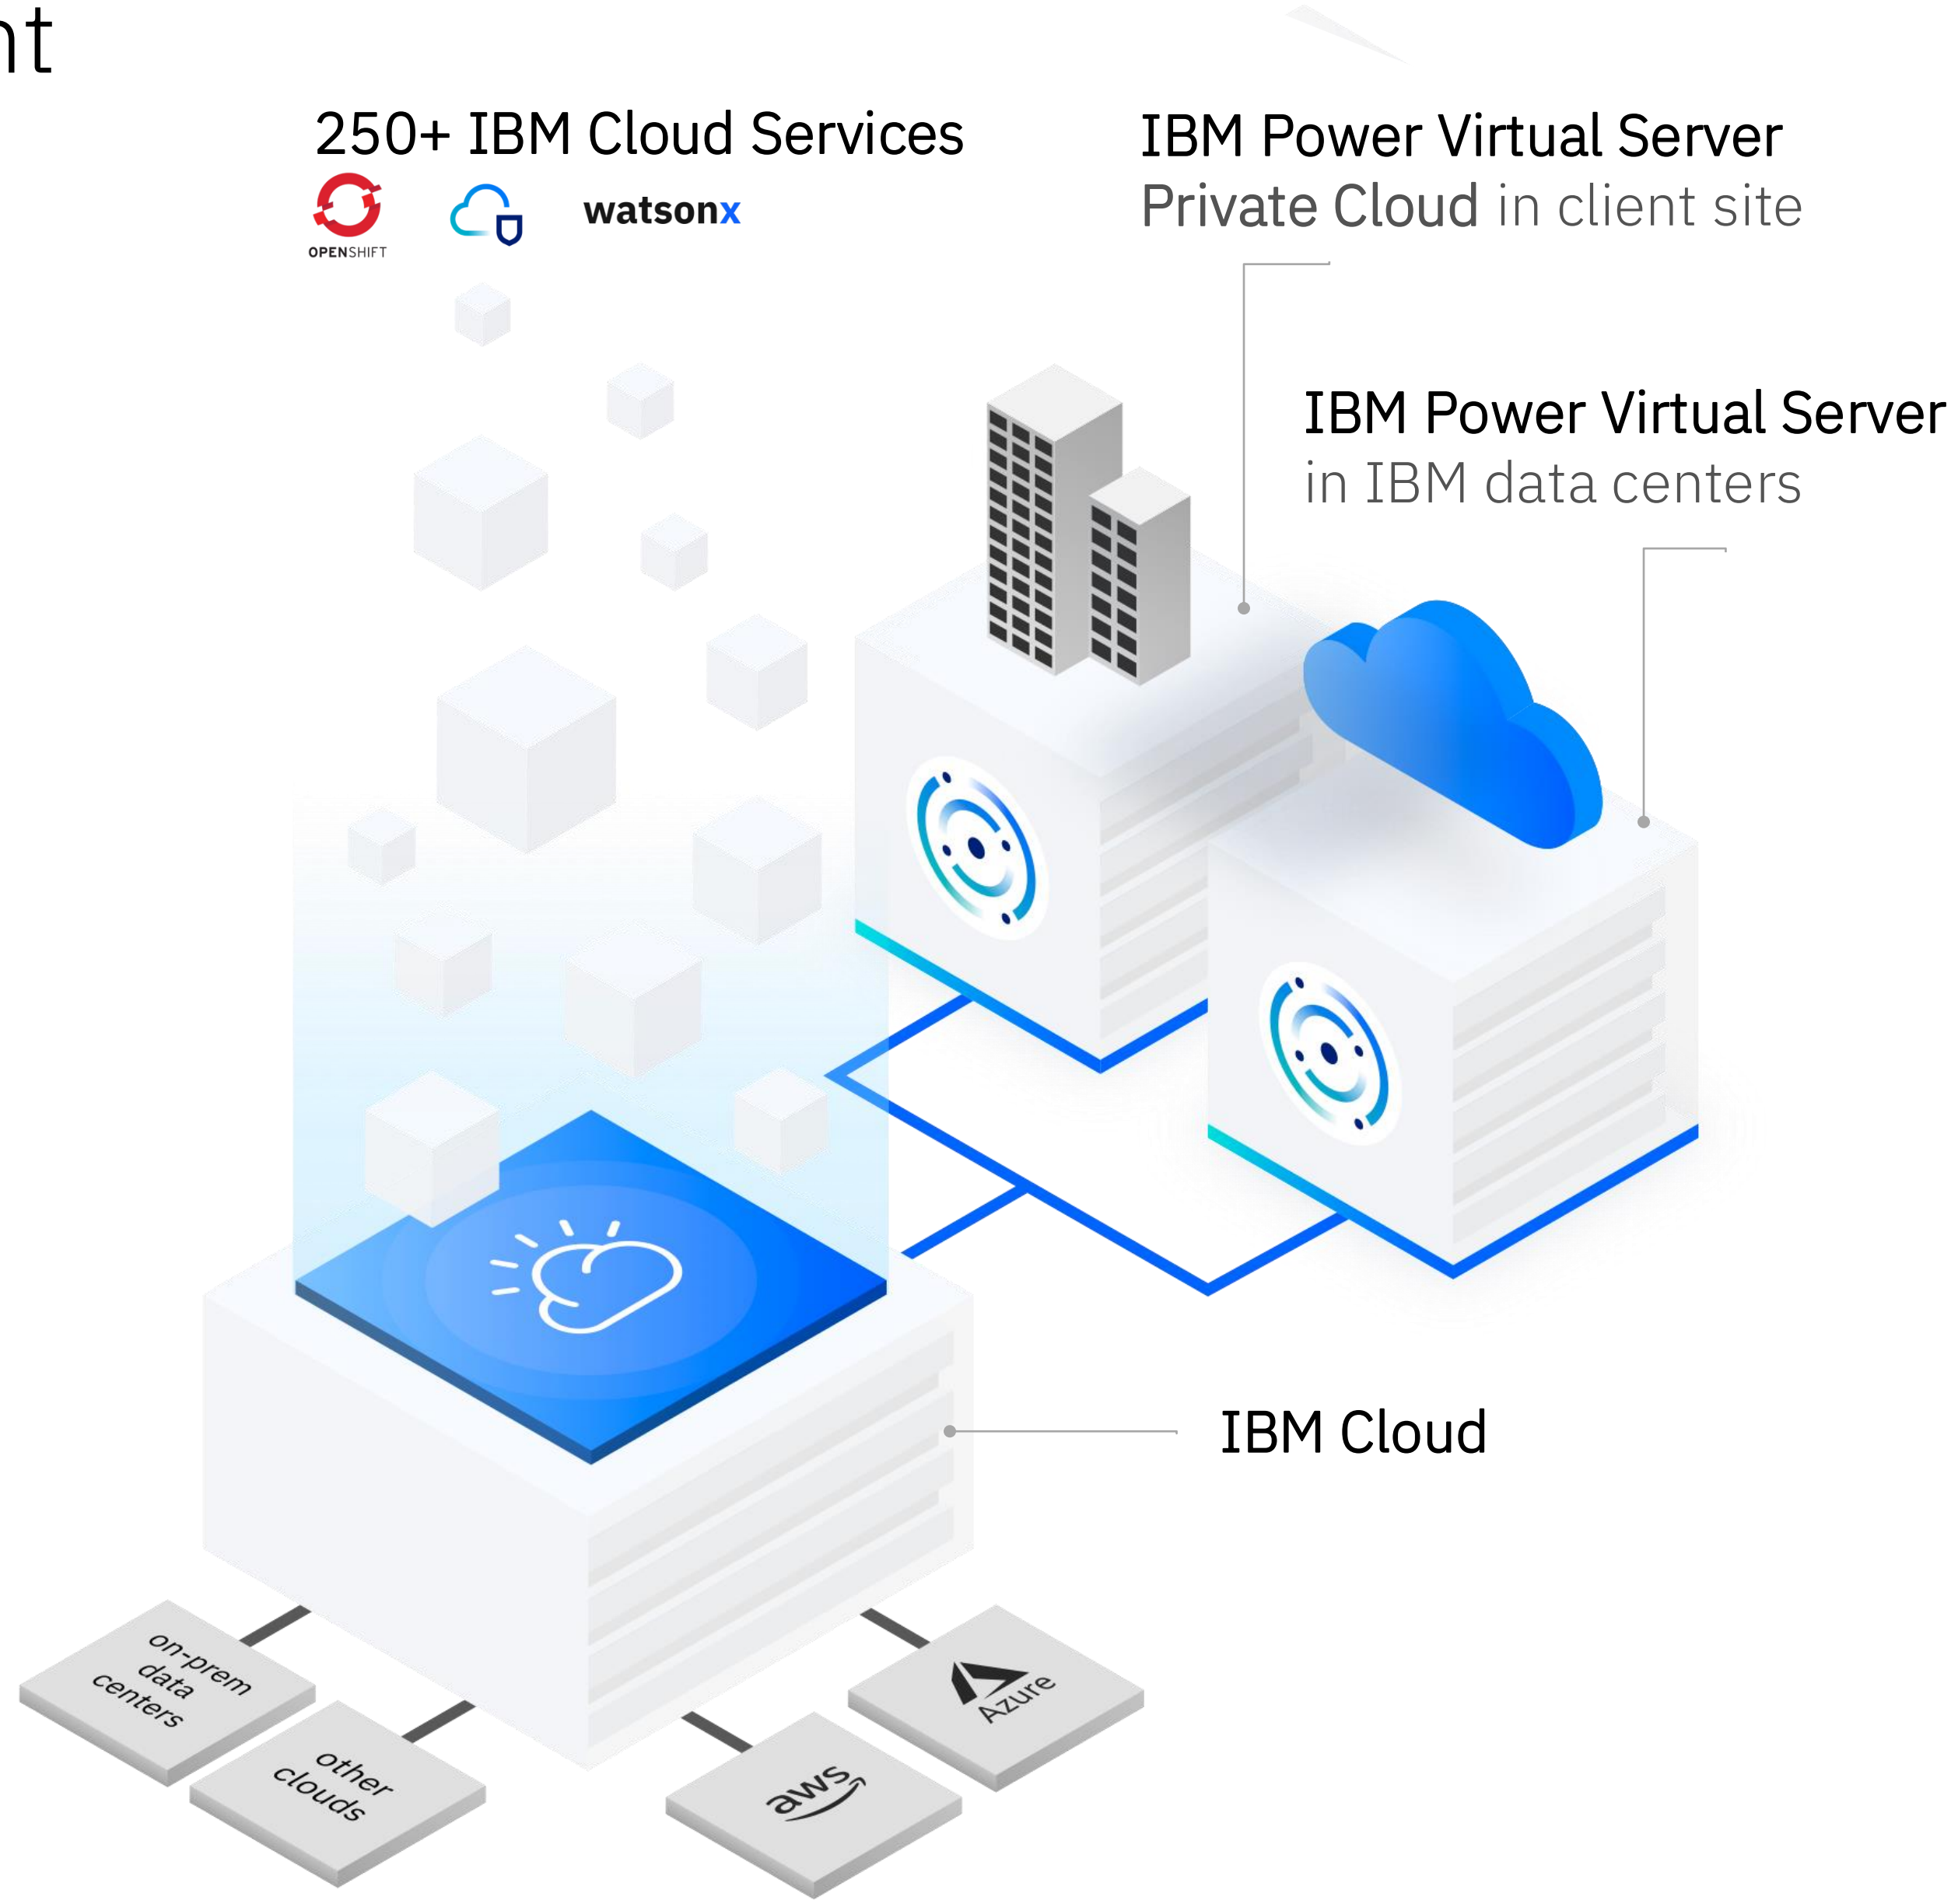 nt
250+ IBM Cloud Services
OPENSHIFT
watsonx
IBM Power Virtual Server
Private Cloud in client site
IBM Power Virtual Server
in IBM data centers
IBM Cloud
on-prem
data
centers
other
clouds
aws
Azure